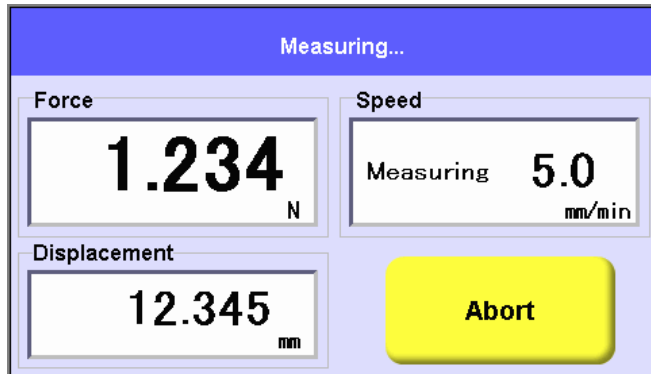 Measuring...
Force
1.234
N
Speed
Measuring 5.0
mm/min
Displacement
12.345
mm
Abort